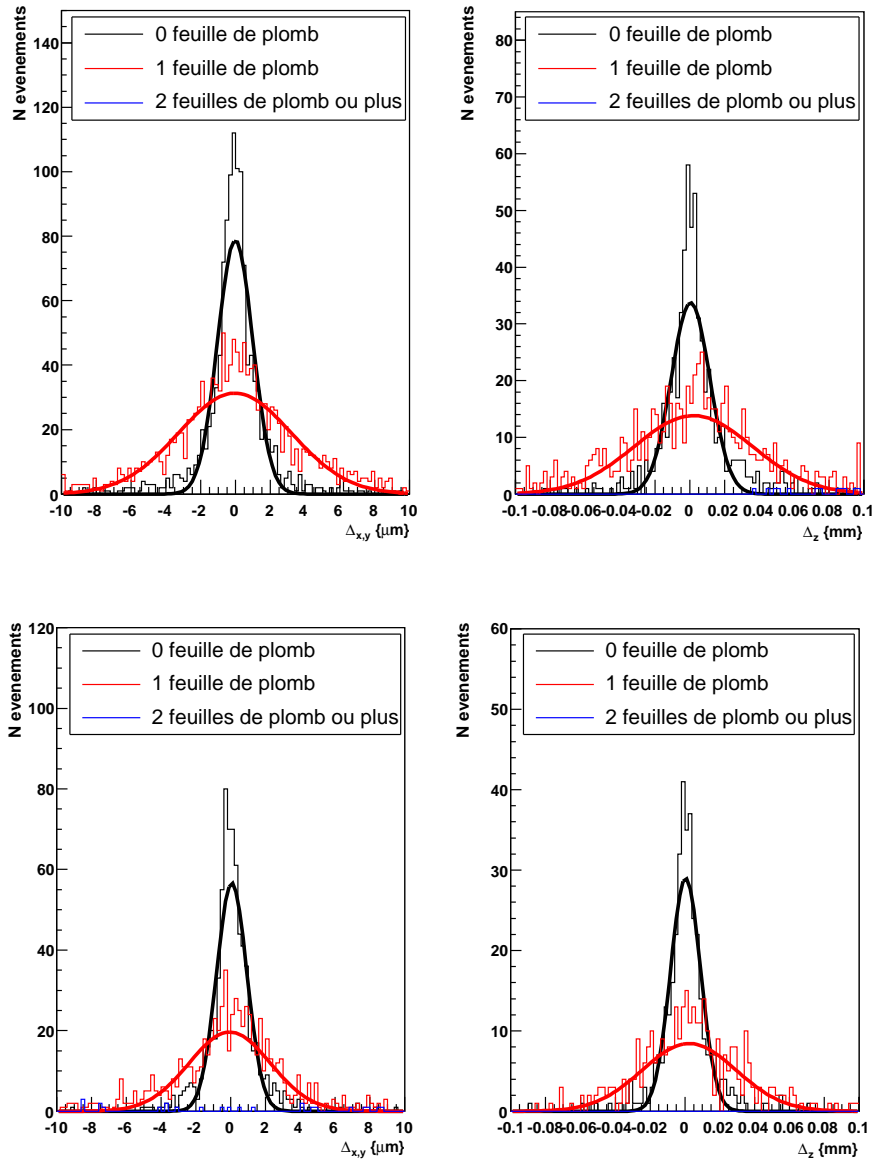 N evenements
0 feuille de plomb
1 feuille de plomb
2 feuilles de plomb ou plus
140
120
100
80
60
40
20
0
-10 -8 -6 -4 -2 0 2 4 6 8 10
Δx,y {μm}
N evenements
0 feuille de plomb
1 feuille de plomb
2 feuilles de plomb ou plus
80
70
60
50
40
30
20
10
0
-0.1 -0.08 -0.06 -0.04 -0.02 0 0.02 0.04 0.06 0.08 0.1
Δz {mm}
N evenements
0 feuille de plomb
1 feuille de plomb
2 feuilles de plomb ou plus
120
100
80
60
40
20
0
-10 -8 -6 -4 -2 0 2 4 6 8 10
Δx,y {μm}
N evenements
0 feuille de plomb
1 feuille de plomb
2 feuilles de plomb ou plus
60
50
40
30
20
10
0
-0.1 -0.08 -0.06 -0.04 -0.02 0 0.02 0.04 0.06 0.08 0.1
Δz {mm}